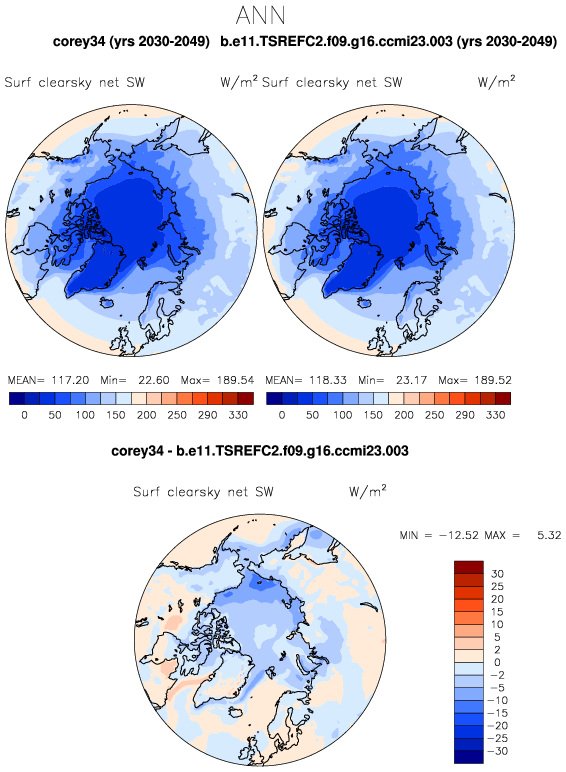 ANN
corey34 (yrs 2030-2049) b.e11.TSREFC2.f09.g16.ccmi23.003 (yrs 2030-2049)
Surf clearsky net SW W/m² Surf clearsky net SW W/m²
MEAN= 117.20 Min= 22.60 Max= 189.54 MEAN= 118.33 Min= 23.17 Max= 189.52
0 50 100 150 200 250 290 330 0 50 100 150 200 250 290 330
corey34 - b.e11.TSREFC2.f09.g16.ccmi23.003
Surf clearsky net SW W/m²
MIN = -12.52 MAX = 5.32
30
25
20
15
10
5
2
0
-2
-5
-10
-15
-20
-25
-30